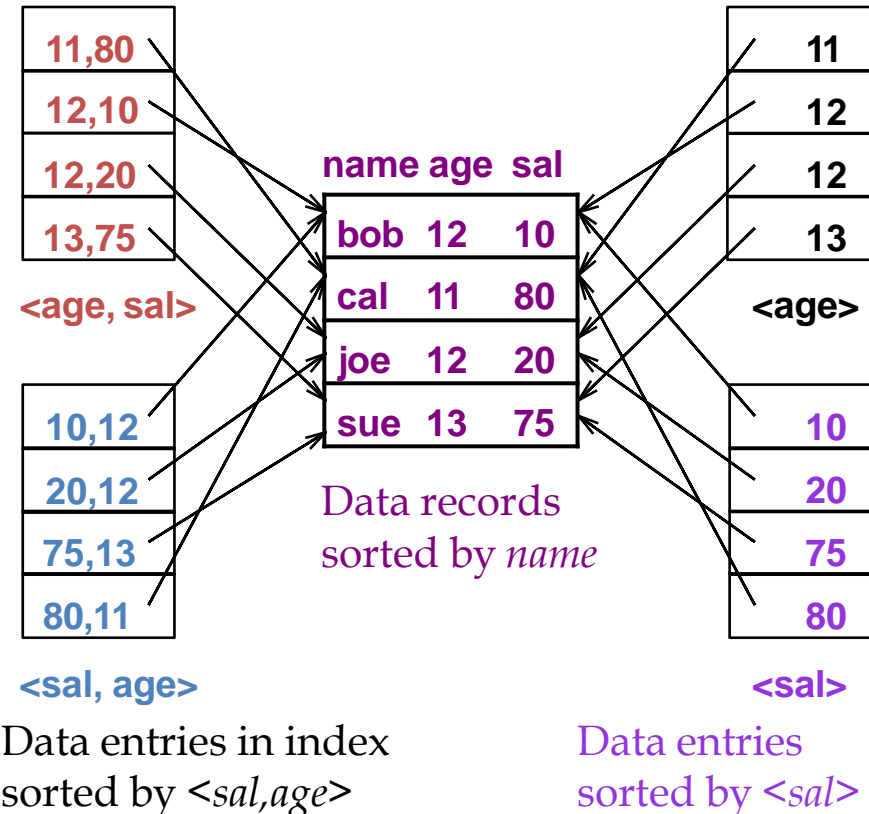 11,80
12,10
12,20
13,75
<age, sal>
10,12
20,12
75,13
80,11
<sal, age>
Data entries in index
sorted by <sal,age>
name age sal
bob 12 10
cal 11 80
joe 12 20
sue 13 75
Data records
sorted by name
11
12
12
13
<age>
10
20
75
80
<sal>
Data entries
sorted by <sal>